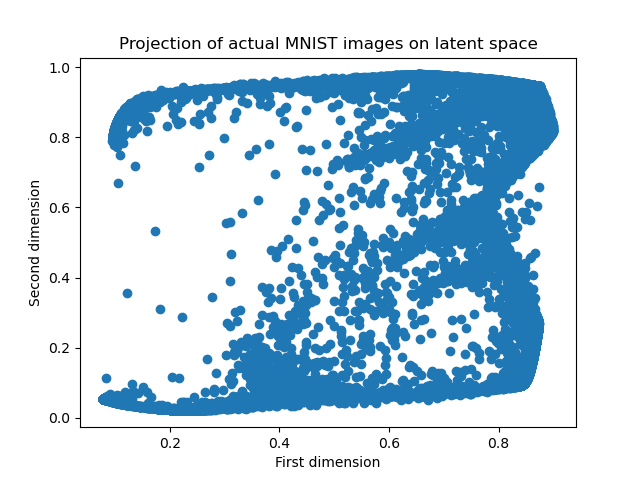 Projection of actual MNIST images on latent space
1.0
0.8
0.6
0.4
0.2
0.0
Second dimension
0.2 0.4 0.6 0.8
First dimension